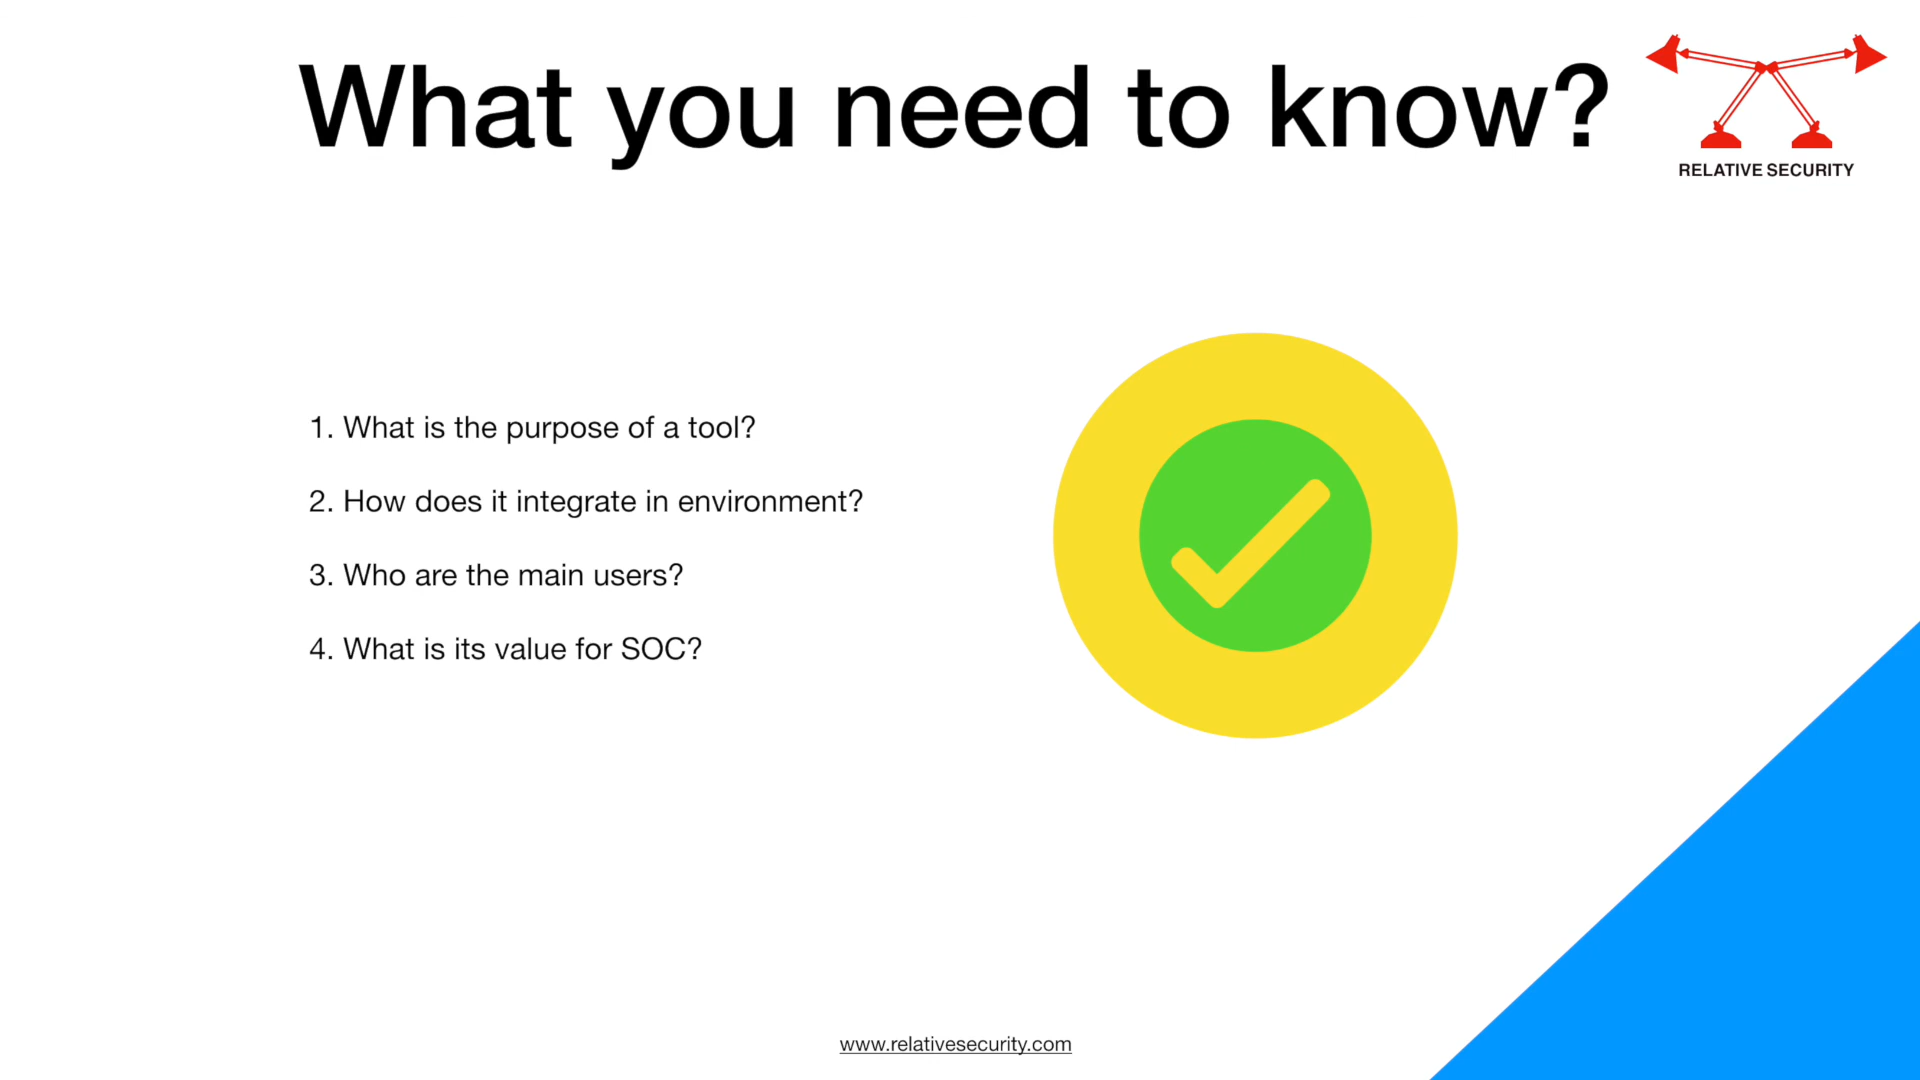 What you need to know?
RELATIVE SECURITY
1. What is the purpose of a tool?
2. How does it integrate in environment?
3. Who are the main users?
4. What is its value for SOC?
www.relativesecurity.com